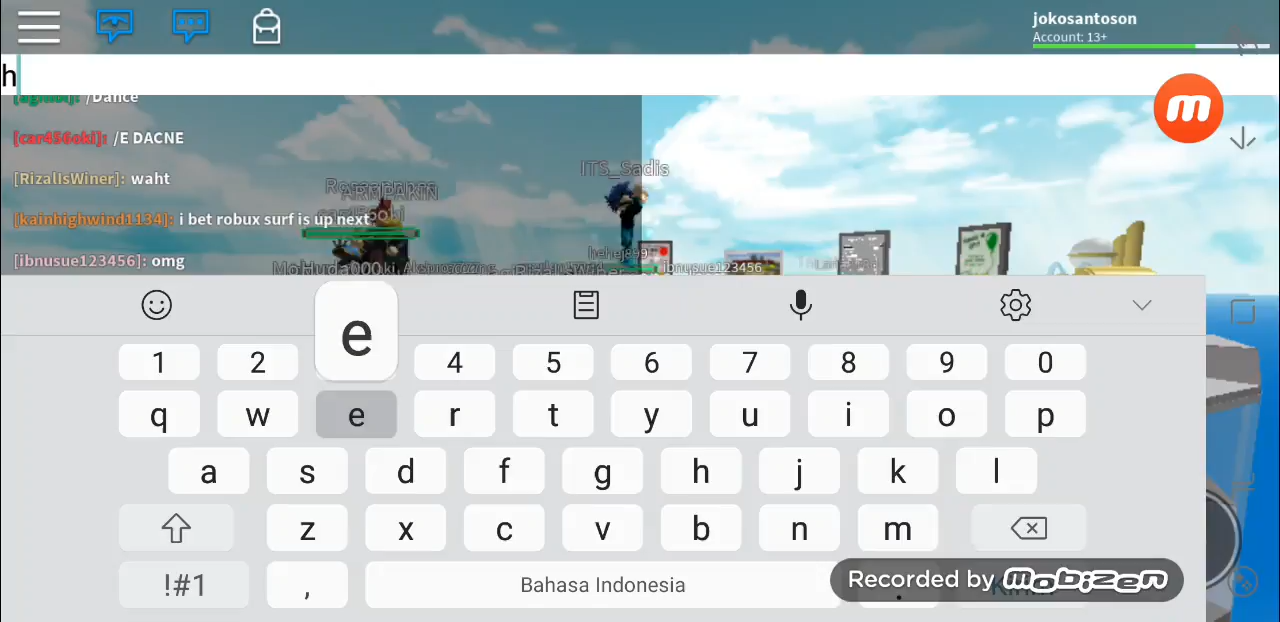 jokosantoson
Account: 13+
h
/Dance
[car456oki]: /E DACNE
[RizalIsWiner]: waht
[kainhighwind1134]: i bet robux surf is up next
[ibnusue123456]: omg
ITS_Sadis
ibnusue123456
e
1 2 4 5 6 7 8 9 0
q w e r t y u i o p
a s d f g h j k l
z x c v b n m
!#1 , Bahasa Indonesia .
Recorded by mobizen